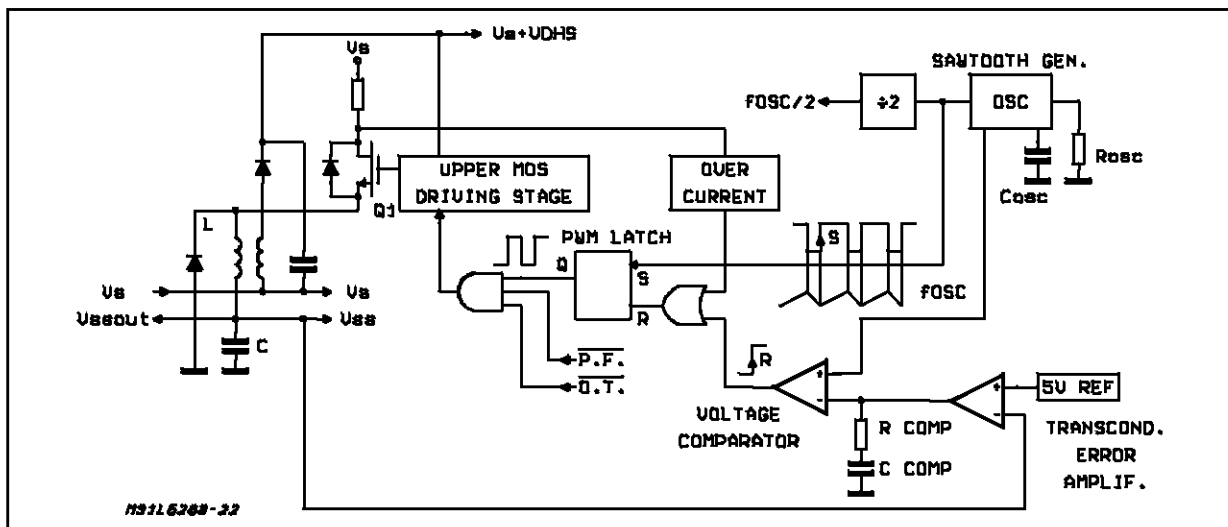 Vs+VDHS
Vs
SAWTOOTH GEN.
fOSC/2
÷2
OSC
Rosc
Cosc
UPPER MOS
DRIVING STAGE
OVER
CURRENT
Q1
L
PWM LATCH
Q
S
R
S
fOSC
Vs
Vs
Vssout
Vss
C
P.F.
O.T.
R
+
-
VOLTAGE
COMPARATOR
R COMP
C COMP
+
-
5V REF
TRANSCOND.
ERROR
AMPLIF.
M91L6280-22